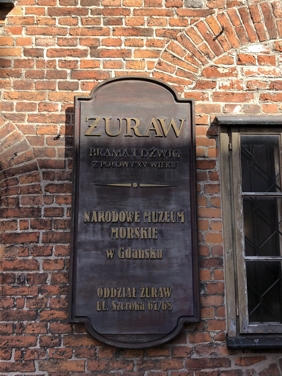 ŻURAW
BRAMA I DŹWIG
Z POŁOWY XV WIEKU
NARODOWE MUZEUM
MORSKIE
w Gdańsku
ODDZIAŁ ŻURAW
UL. Szeroka 67/68